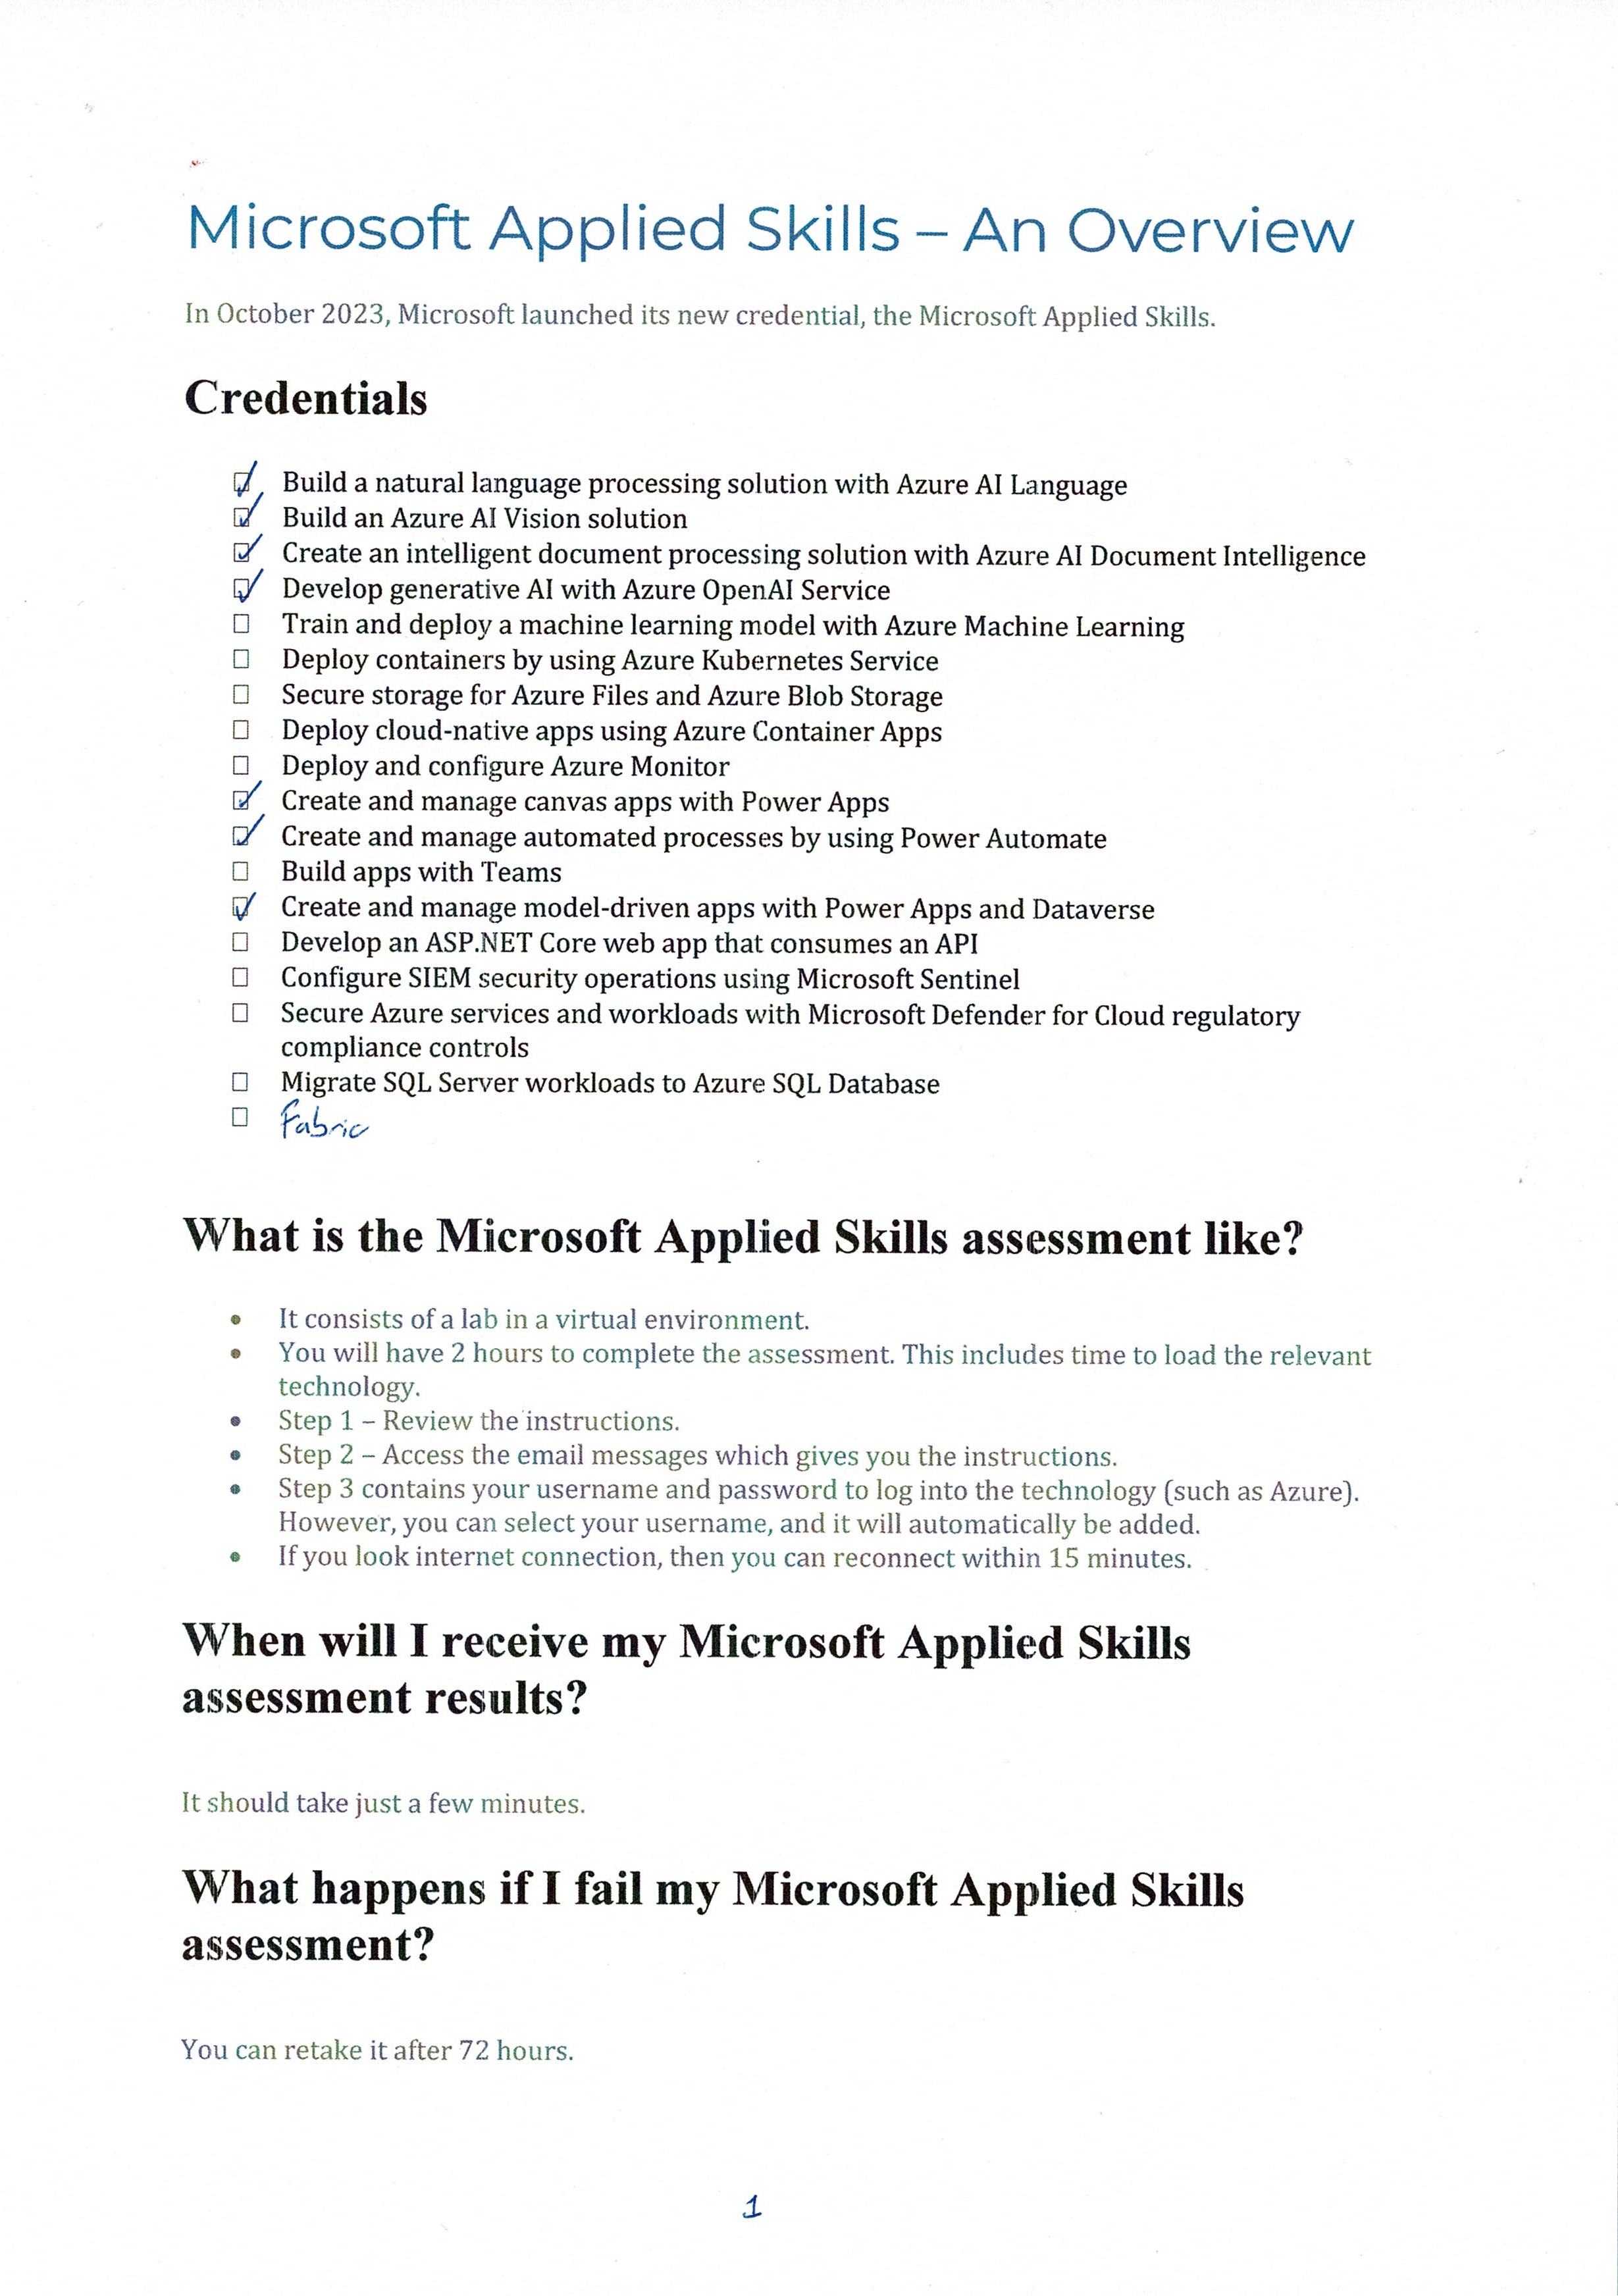 Microsoft Applied Skills – An Overview
In October 2023, Microsoft launched its new credential, the Microsoft Applied Skills.
Credentials
☑ Build a natural language processing solution with Azure AI Language
☑ Build an Azure AI Vision solution
☑ Create an intelligent document processing solution with Azure AI Document Intelligence
☑ Develop generative AI with Azure OpenAI Service
☐ Train and deploy a machine learning model with Azure Machine Learning
☐ Deploy containers by using Azure Kubernetes Service
☐ Secure storage for Azure Files and Azure Blob Storage
☐ Deploy cloud-native apps using Azure Container Apps
☐ Deploy and configure Azure Monitor
☑ Create and manage canvas apps with Power Apps
☑ Create and manage automated processes by using Power Automate
☐ Build apps with Teams
☑ Create and manage model-driven apps with Power Apps and Dataverse
☐ Develop an ASP.NET Core web app that consumes an API
☐ Configure SIEM security operations using Microsoft Sentinel
☐ Secure Azure services and workloads with Microsoft Defender for Cloud regulatory
compliance controls
☐ Migrate SQL Server workloads to Azure SQL Database
☐ Fabric
What is the Microsoft Applied Skills assessment like?
• It consists of a lab in a virtual environment.
• You will have 2 hours to complete the assessment. This includes time to load the relevant
technology.
• Step 1 – Review the instructions.
• Step 2 – Access the email messages which gives you the instructions.
• Step 3 contains your username and password to log into the technology (such as Azure).
However, you can select your username, and it will automatically be added.
• If you look internet connection, then you can reconnect within 15 minutes.
When will I receive my Microsoft Applied Skills
assessment results?
It should take just a few minutes.
What happens if I fail my Microsoft Applied Skills
assessment?
You can retake it after 72 hours.
1